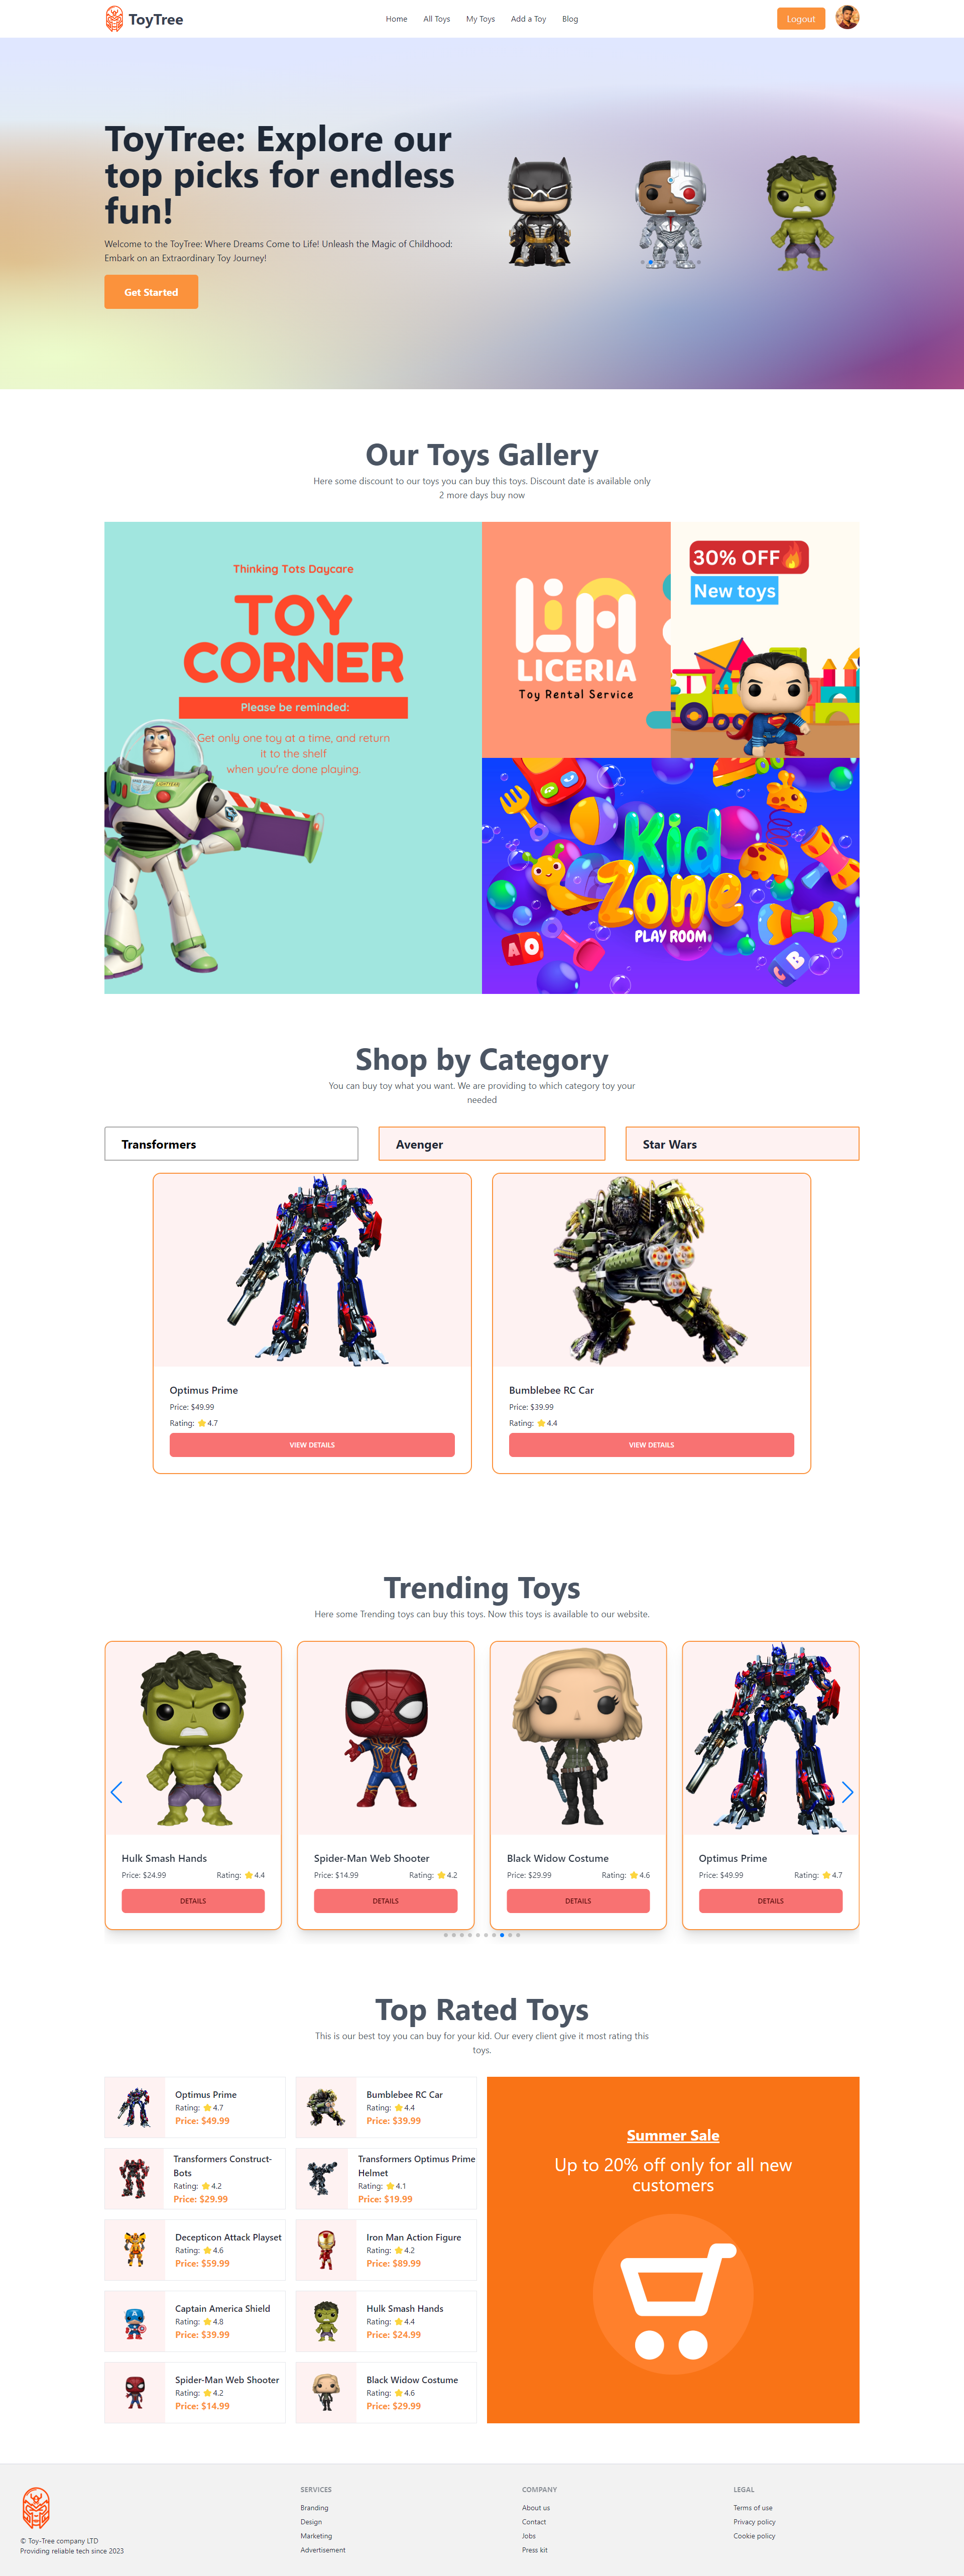 ToyTree
Home
All Toys
My Toys
Add a Toy
Blog
Logout
ToyTree: Explore our
top picks for endless
fun!
Welcome to the ToyTree: Where Dreams Come to Life! Unleash the Magic of Childhood:
Embark on an Extraordinary Toy Journey!
Get Started
Our Toys Gallery
Here some discount to our toys you can buy this toys. Discount date is available only
2 more days buy now
Thinking Tots Daycare
TOY
CORNER
Please be reminded:
Get only one toy at a time, and return
it to the shelf
when you're done playing.
LiA
LICERIA
Toy Rental Service
30% OFF🔥
New toys
Kid
Zone
PLAY ROOM
A
B
Shop by Category
You can buy toy what you want. We are providing to which category toy your
needed
Transformers
Avenger
Star Wars
Optimus Prime
Price: $49.99
Rating: ⭐4.7
VIEW DETAILS
Bumblebee RC Car
Price: $39.99
Rating: ⭐4.4
VIEW DETAILS
Trending Toys
Here some Trending toys can buy this toys. Now this toys is available to our website.
Hulk Smash Hands
Price: $24.99
Rating: ⭐4.4
DETAILS
Spider-Man Web Shooter
Price: $14.99
Rating: ⭐4.2
DETAILS
Black Widow Costume
Price: $29.99
Rating: ⭐4.6
DETAILS
Optimus Prime
Price: $49.99
Rating: ⭐4.7
DETAILS
Top Rated Toys
This is our best toy you can buy for your kid. Our every client give it most rating this
toys.
Optimus Prime
Rating: ⭐4.7
Price: $49.99
Bumblebee RC Car
Rating: ⭐4.4
Price: $39.99
Transformers Construct-
Bots
Rating: ⭐4.2
Price: $29.99
Transformers Optimus Prime
Helmet
Rating: ⭐4.1
Price: $19.99
Decepticon Attack Playset
Rating: ⭐4.6
Price: $59.99
Iron Man Action Figure
Rating: ⭐4.2
Price: $89.99
Captain America Shield
Rating: ⭐4.8
Price: $39.99
Hulk Smash Hands
Rating: ⭐4.4
Price: $24.99
Spider-Man Web Shooter
Rating: ⭐4.2
Price: $14.99
Black Widow Costume
Rating: ⭐4.6
Price: $29.99
Summer Sale
Up to 20% off only for all new
customers
© Toy-Tree company LTD
Providing reliable tech since 2023
SERVICES
Branding
Design
Marketing
Advertisement
COMPANY
About us
Contact
Jobs
Press kit
LEGAL
Terms of use
Privacy policy
Cookie policy